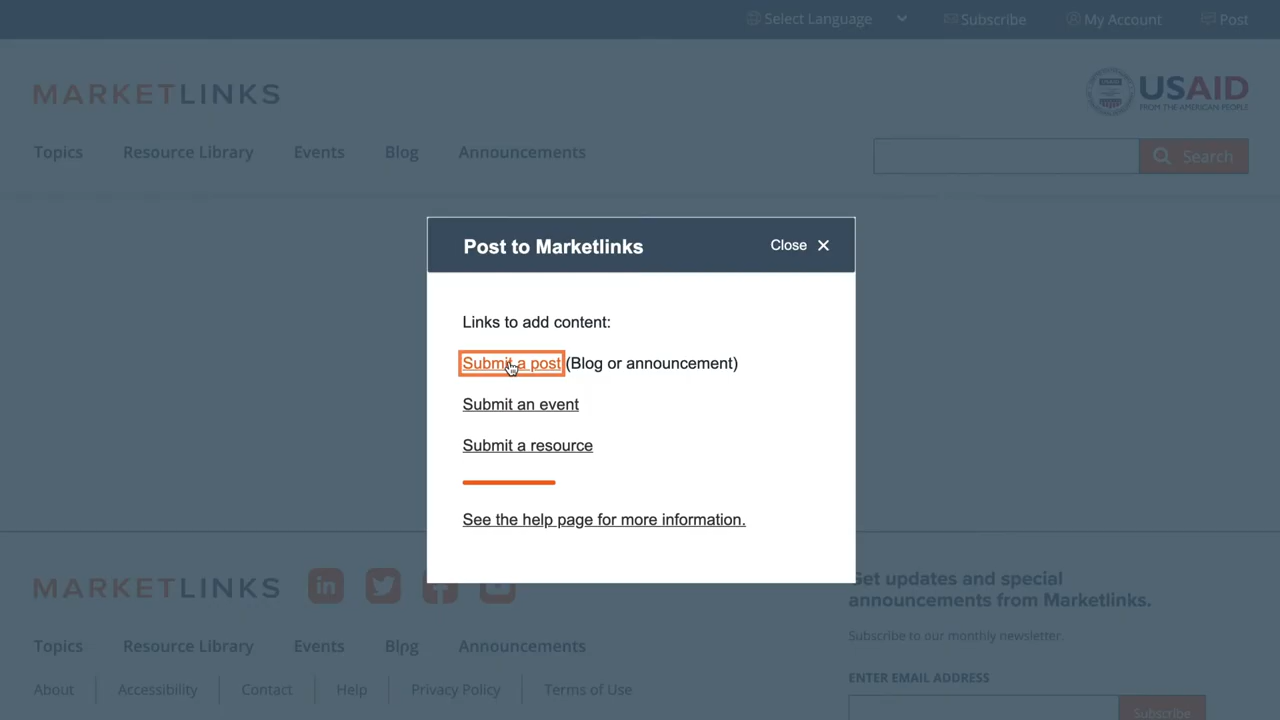 Select Language
Subscribe
My Account
Post
MARKETLINKS
USAID
FROM THE AMERICAN PEOPLE
Topics
Resource Library
Events
Blog
Announcements
Search
Post to Marketlinks
Close
Links to add content:
Submit a post (Blog or announcement)
Submit an event
Submit a resource
See the help page for more information.
MARKETLINKS
Get updates and special
announcements from Marketlinks.
Subscribe to our monthly newsletter.
Topics
Resource Library
Events
Blog
Announcements
ENTER EMAIL ADDRESS
About
Accessibility
Contact
Help
Privacy Policy
Terms of Use
Subscribe